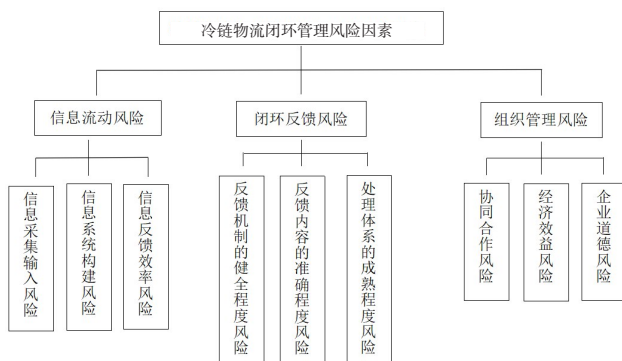 冷链物流闭环管理风险因素
信息流动风险
闭环反馈风险
组织管理风险
信息采集输入风险
信息系统构建风险
信息反馈效率风险
反馈机制的健全程度风险
反馈内容的准确程度风险
处理体系的成熟程度风险
协同合作风险
经济效益风险
企业道德风险